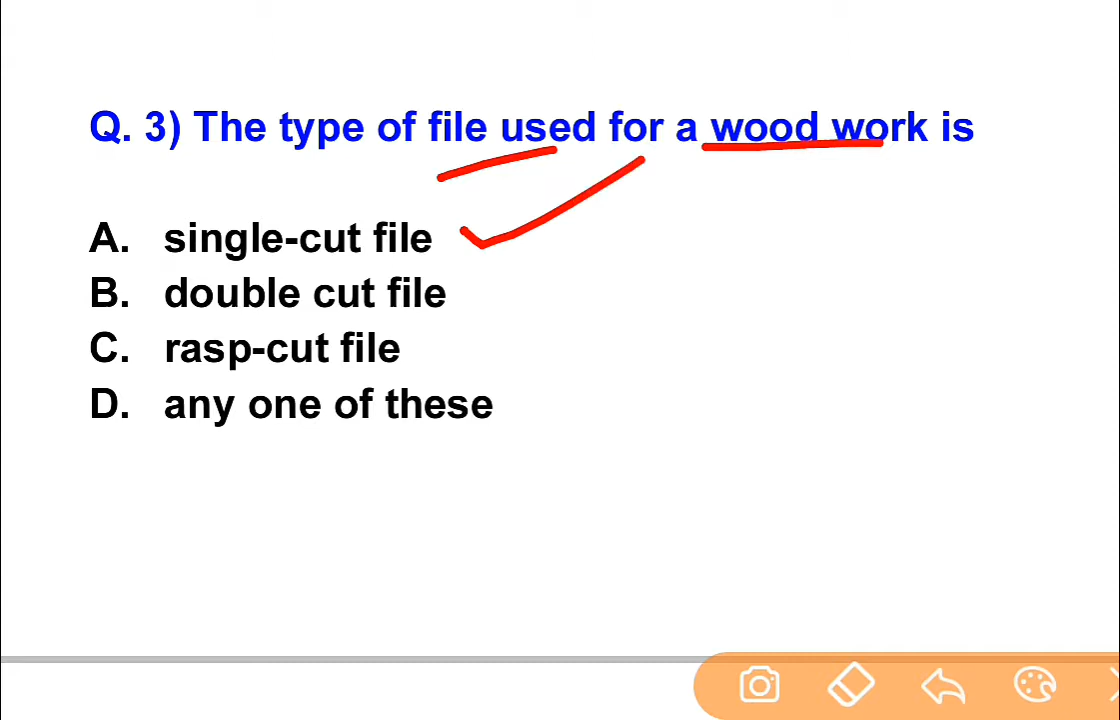 Q. 3) The type of file used for a wood work is
A. single-cut file
B. double cut file
C. rasp-cut file
D. any one of these